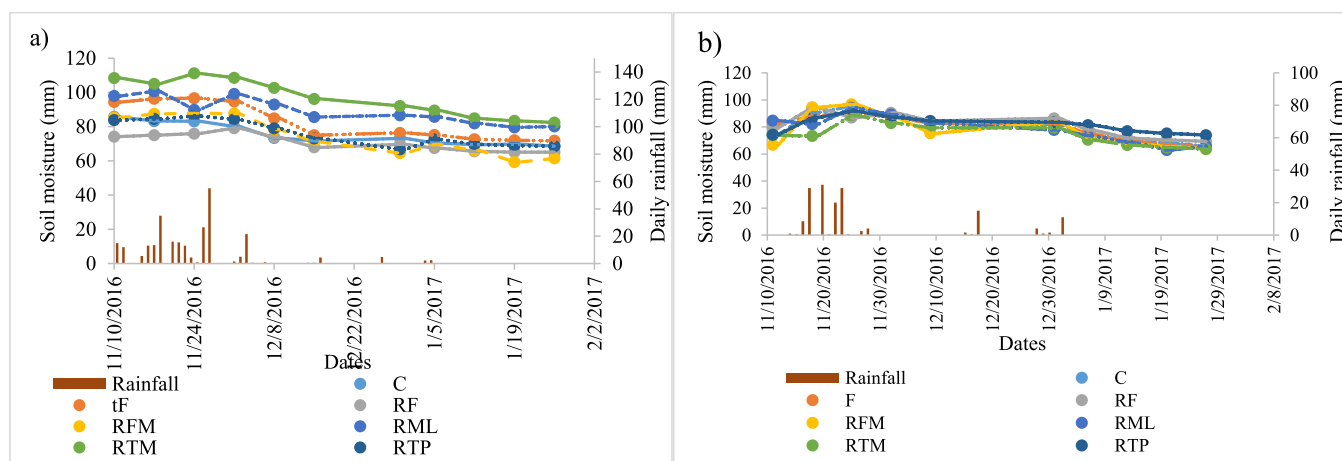 a)
120
100
80
60
40
20
0
Soil moisture (mm)
140
120
100
80
60
40
20
0
Daily rainfall (mm)
11/10/2016
11/24/2016
12/8/2016
12/22/2016
1/5/2017
1/19/2017
2/2/2017
Dates
Rainfall C
tF RF
RFM RML
RTM RTP
b)
120
100
80
60
40
20
0
Soil moisture (mm)
100
80
60
40
20
0
Daily rainfall (mm)
11/10/2016
11/20/2016
11/30/2016
12/10/2016
12/20/2016
12/30/2016
1/9/2017
1/19/2017
1/29/2017
2/8/2017
Dates
Rainfall C
F RF
RFM RML
RTM RTP